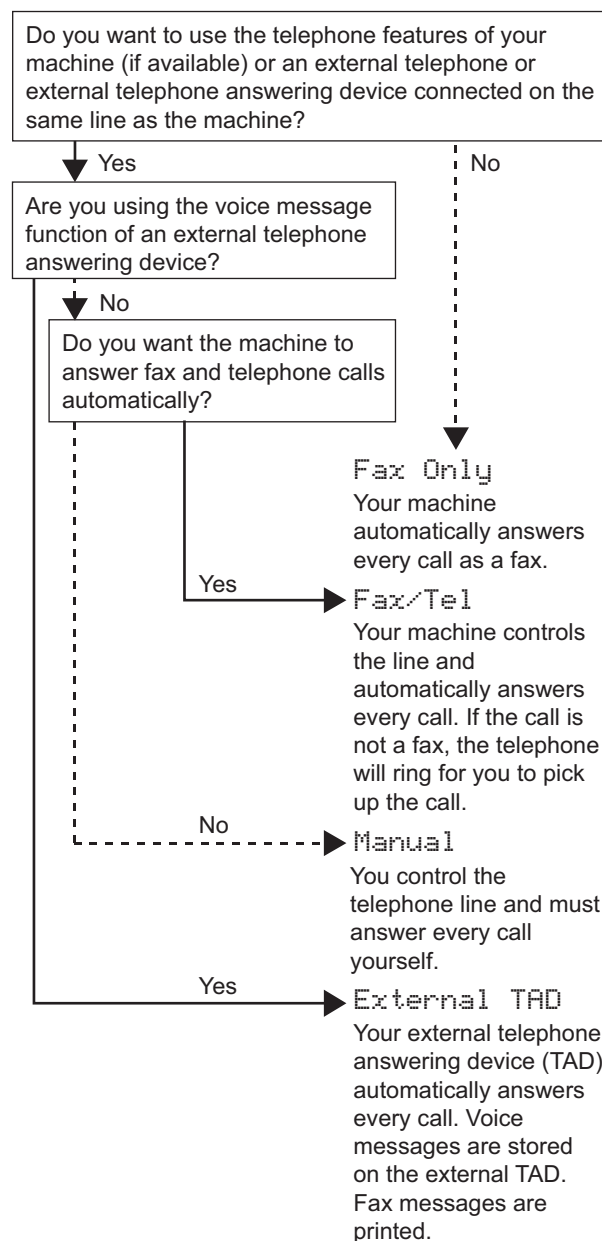 Do you want to use the telephone features of your
machine (if available) or an external telephone or
external telephone answering device connected on the
same line as the machine?
Yes
No
Are you using the voice message
function of an external telephone
answering device?
No
Do you want the machine to
answer fax and telephone calls
automatically?
Fax Only
Your machine
automatically answers
every call as a fax.
Yes
Fax/Tel
Your machine controls
the line and
automatically answers
every call. If the call is
not a fax, the telephone
will ring for you to pick
up the call.
No
Manual
You control the
telephone line and must
answer every call
yourself.
Yes
External TAD
Your external telephone
answering device (TAD)
automatically answers
every call. Voice
messages are stored
on the external TAD.
Fax messages are
printed.